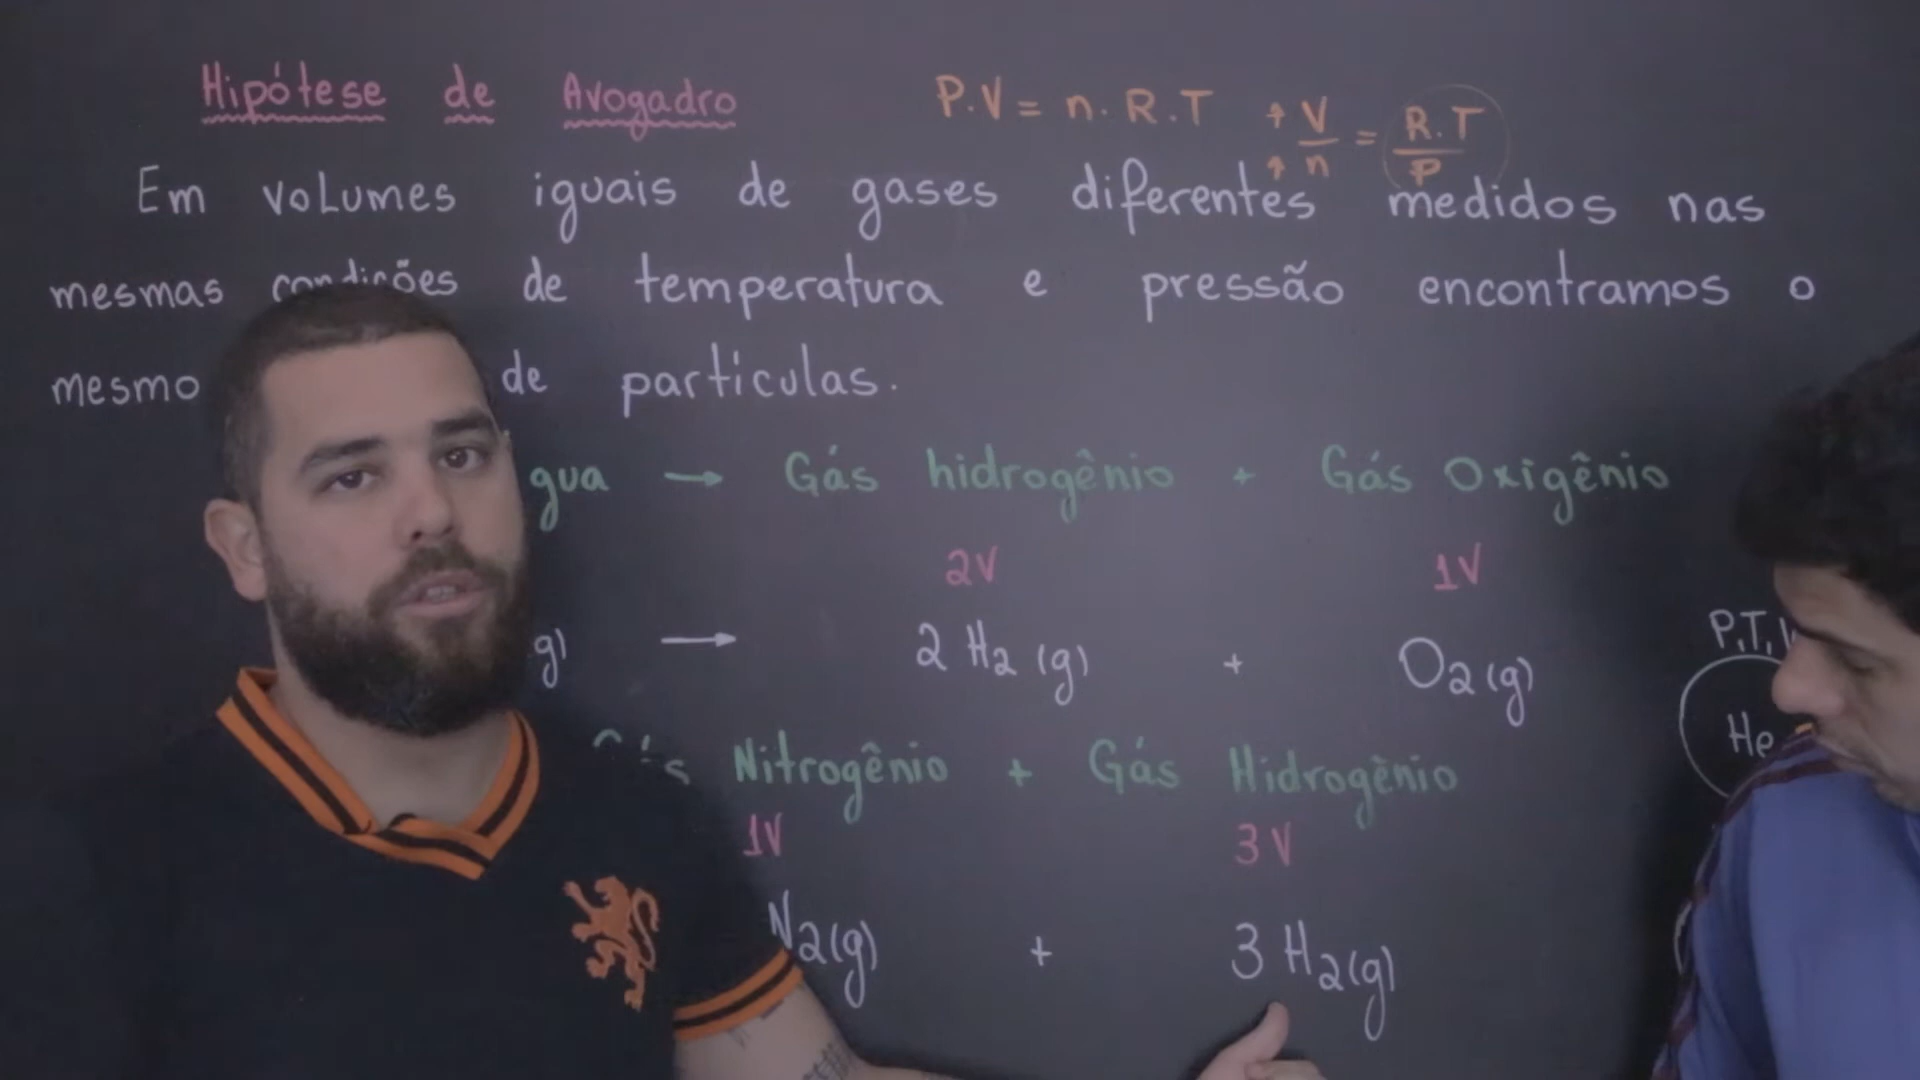 Hipótese de Avogadro
P.V = n.R.T ↑V/↑n = R.T/P
Em volumes iguais de gases diferentes medidos nas
mesmas condições de temperatura e pressão encontramos o
mesmo de partículas.
gua → Gás hidrogênio + Gás Oxigênio
2V 1V
g) → 2 H2 (g) + O2 (g)
P,T,
He
Gás Nitrogênio + Gás Hidrogênio
1V 3V
N2(g) + 3 H2(g)